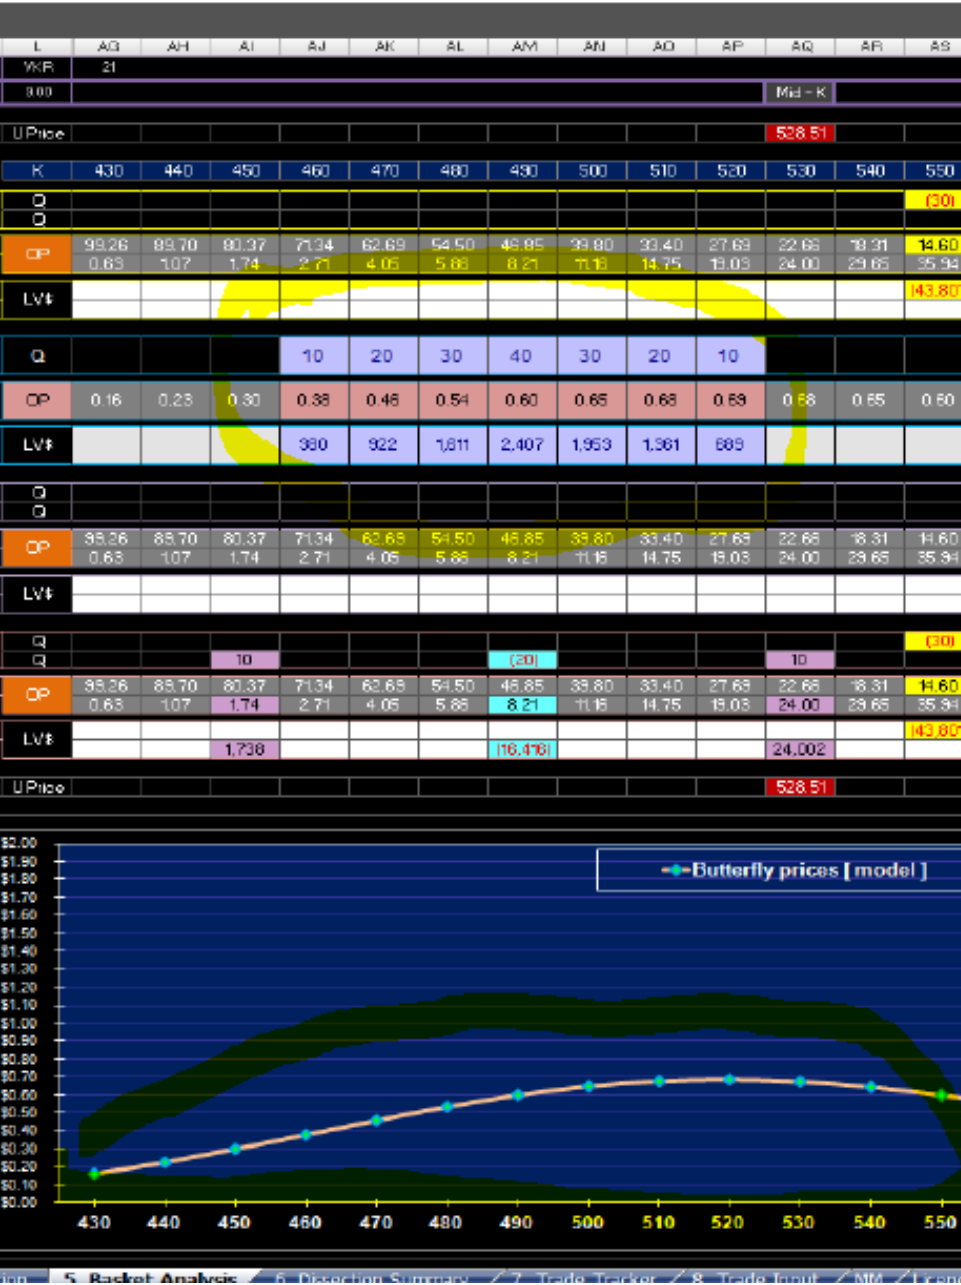 L AG AH AI AJ AK AL AM AN AO AP AQ AR AS
YKR 21
9.00 Mid - K
U Price 528.51
K 430 440 450 460 470 480 490 500 510 520 530 540 550
Q (30)
Q
OP 99.26 89.70 80.37 71.34 62.69 54.50 46.85 39.80 33.40 27.69 22.66 18.31 14.60
0.63 1.07 1.74 2.71 4.05 5.86 8.21 11.16 14.75 19.03 24.00 29.65 35.94
LV$ (43,80
Q 10 20 30 40 30 20 10
OP 0.16 0.23 0.30 0.38 0.46 0.54 0.60 0.65 0.68 0.69 0.68 0.65 0.60
LV$ 380 922 1,611 2,407 1,953 1,361 689
Q
Q
OP 99.26 89.70 80.37 71.34 62.69 54.50 46.85 39.80 33.40 27.69 22.66 18.31 14.60
0.63 1.07 1.74 2.71 4.05 5.86 8.21 11.16 14.75 19.03 24.00 29.65 35.94
LV$
Q (30)
Q 10 (20) 10
OP 99.26 89.70 80.37 71.34 62.69 54.50 46.85 39.80 33.40 27.69 22.66 18.31 14.60
0.63 1.07 1.74 2.71 4.05 5.86 8.21 11.16 14.75 19.03 24.00 29.65 35.94
LV$ (43,80
1,738 (16,416) 24,002
U Price 528.51
Butterfly prices [ model ]
$2.00
$1.90
$1.80
$1.70
$1.60
$1.50
$1.40
$1.30
$1.20
$1.10
$1.00
$0.90
$0.80
$0.70
$0.60
$0.50
$0.40
$0.30
$0.20
$0.10
$0.00
430 440 450 460 470 480 490 500 510 520 530 540 550
5. Basket Analysis 6. Dissection Summary 7. Trade Tracker 8. Trade Input MM